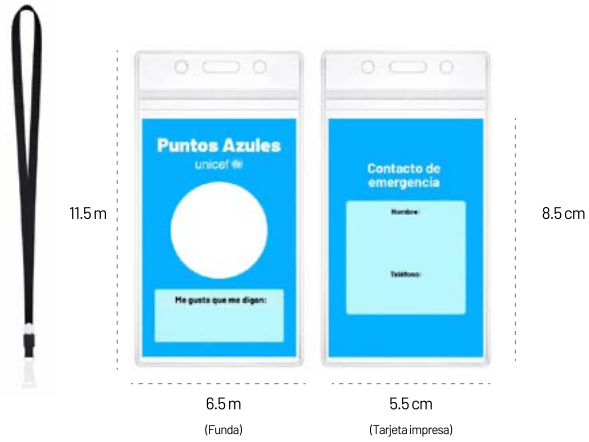 Puntos Azules
unicef
Me gusta que me digan:
Contacto de
emergencia
Nombre:
Teléfono:
11.5 m
8.5 cm
6.5 m
(Funda)
5.5 cm
(Tarjeta impresa)